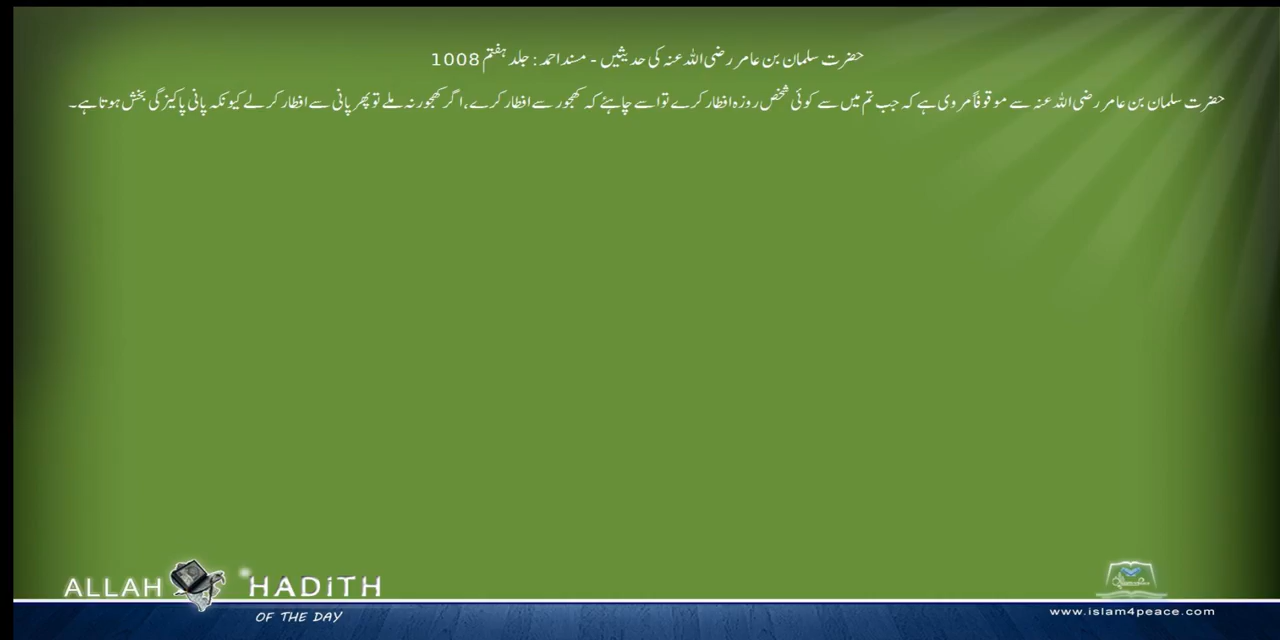 حضرت سلمان بن عامر رضی اللہ عنہ کی حدیثیں - مسند احمد : جلد ہفتم 1008
حضرت سلمان بن عامر رضی اللہ عنہ سے موقوفاً مروی ہے کہ جب تم میں سے کوئی شخص روزہ افطار کرے تو اسے چاہئے کہ کھجور سے افطار کرے، اگر کھجور نہ ملے تو پھر پانی سے افطار کر لے کیونکہ پانی پاکیزگی بخش ہوتا ہے۔
ALLAH HADITH
OF THE DAY
www.islam4peace.com